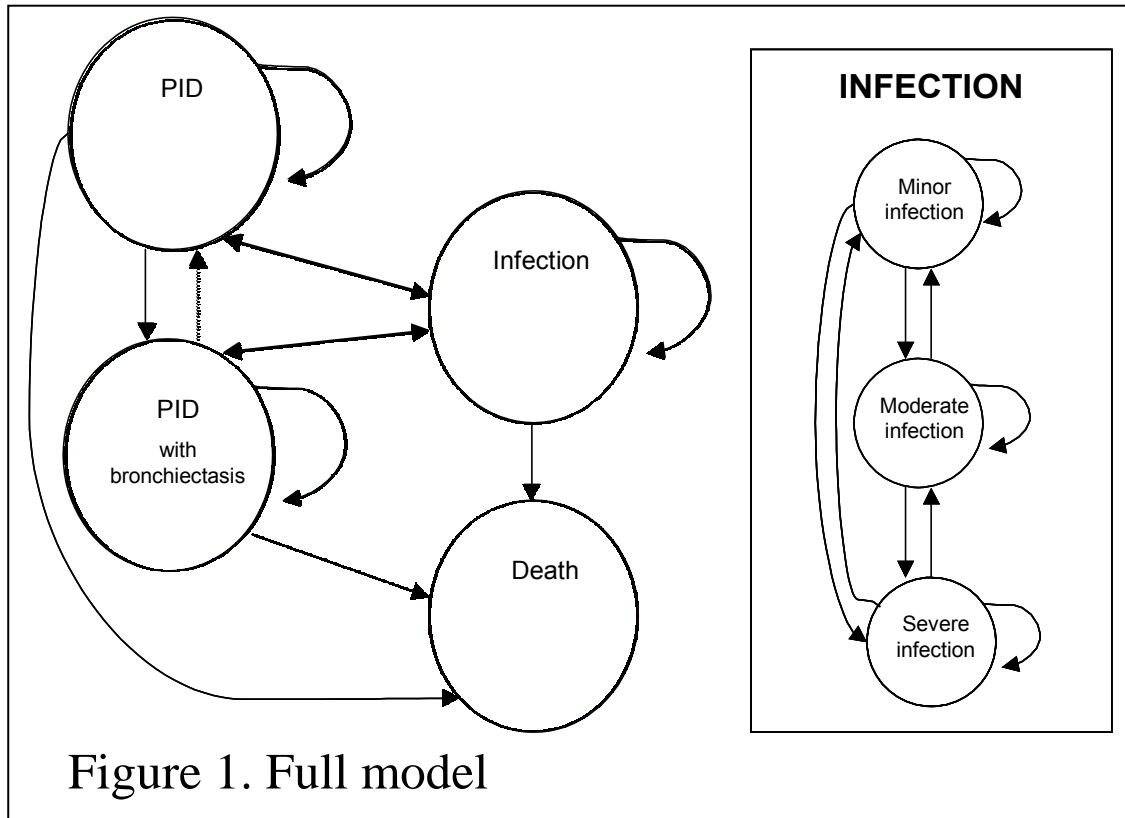 PID
Infection
PID
with
bronchiectasis
Death
INFECTION
Minor
infection
Moderate
infection
Severe
infection
Figure 1. Full model